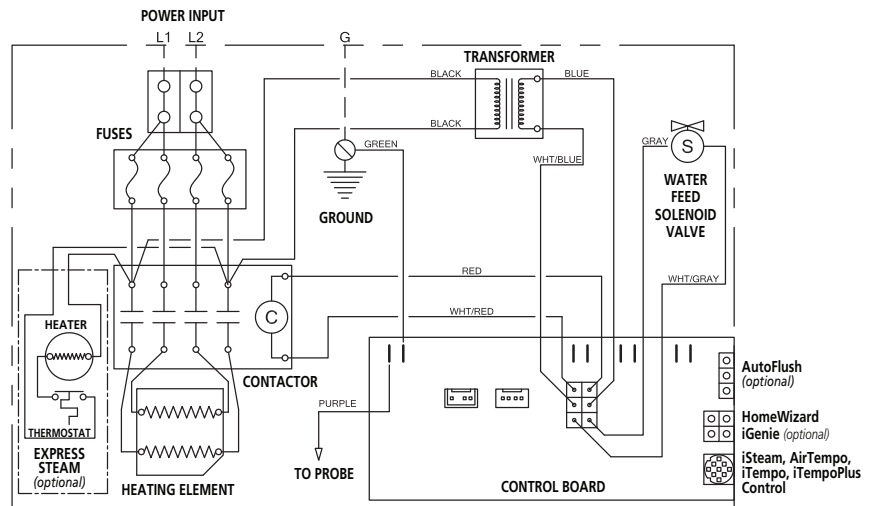 POWER INPUT
L1 L2
G
TRANSFORMER
BLACK
BLUE
FUSES
BLACK
GREEN
GRAY
S
WHT/BLUE
WATER
FEED
SOLENOID
VALVE
GROUND
RED
WHT/GRAY
WHT/RED
C
HEATER
CONTACTOR
AutoFlush
(optional)
PURPLE
HomeWizard
iGenie (optional)
THERMOSTAT
EXPRESS
STEAM
(optional)
TO PROBE
iSteam, AirTempo,
iTempo, iTempoPlus
Control
HEATING ELEMENT
CONTROL BOARD